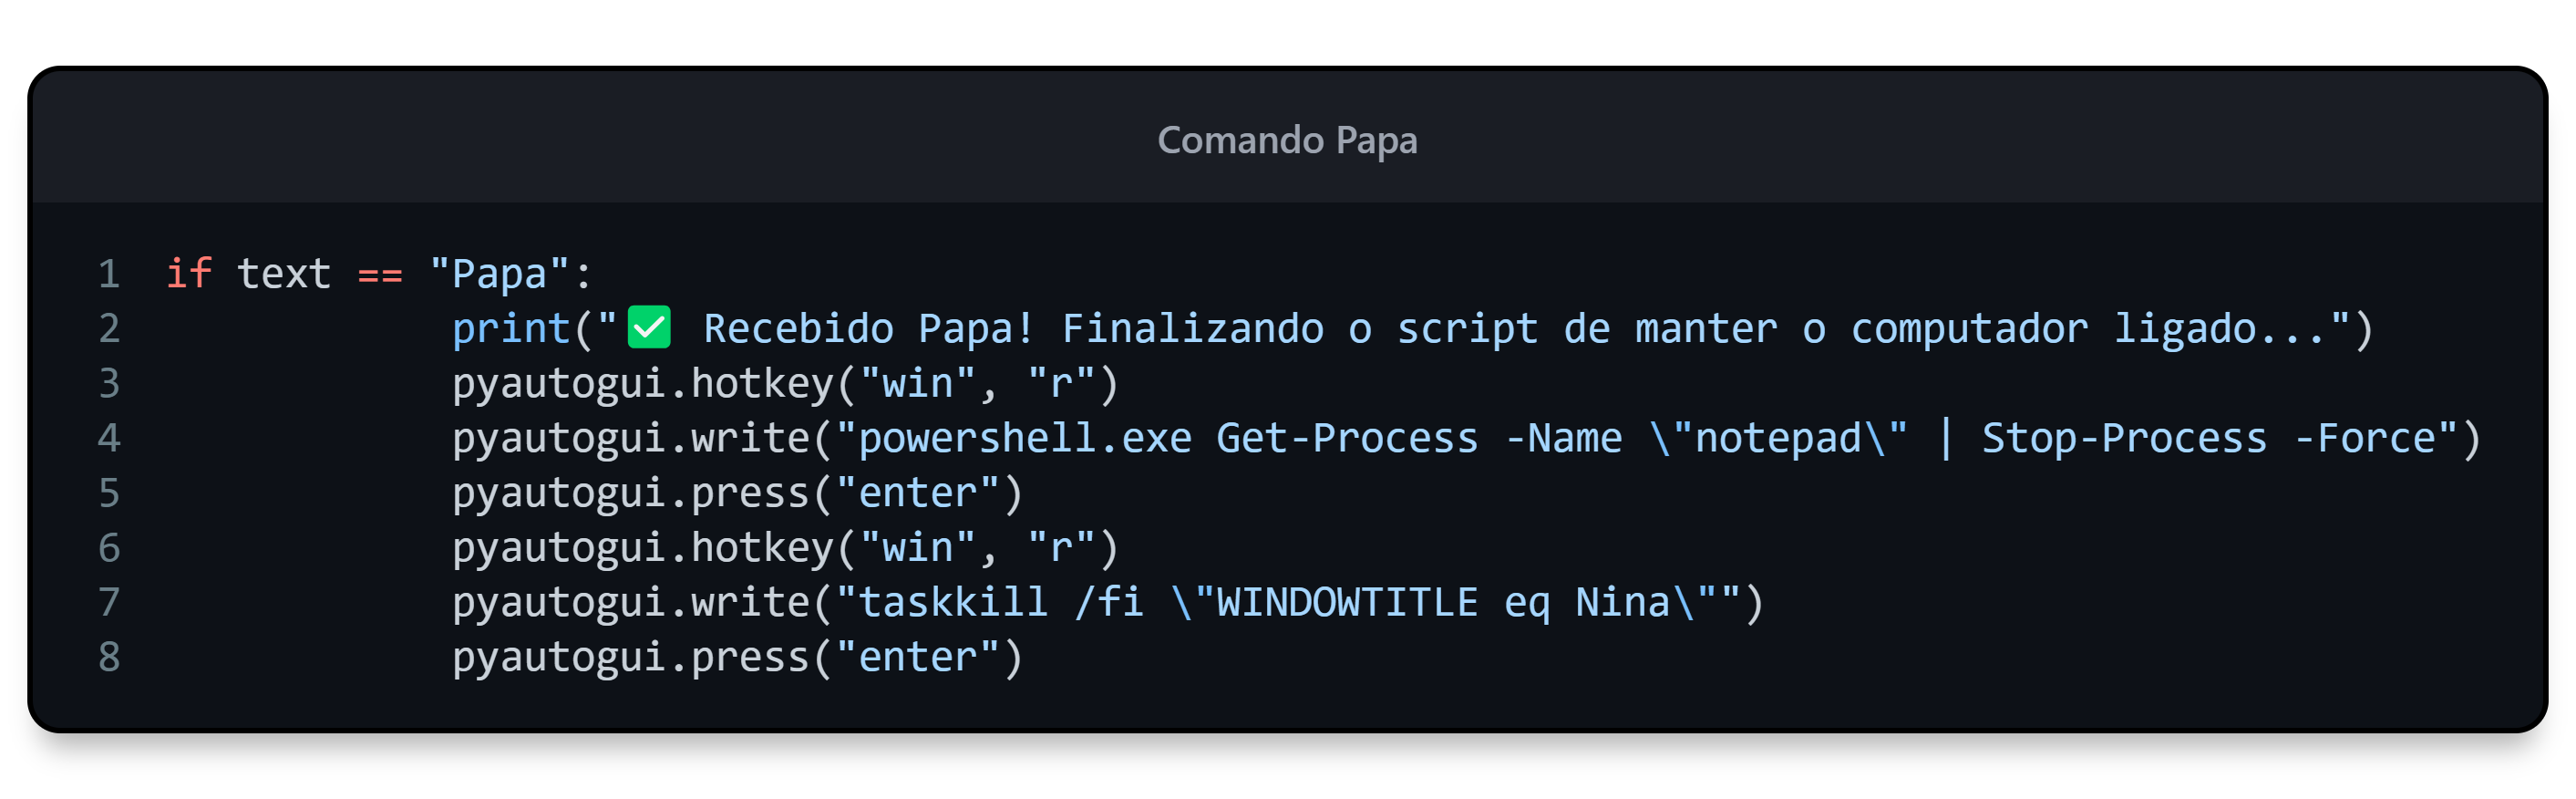 Comando Papa
1 if text == "Papa":
2             print("✅ Recebido Papa! Finalizando o script de manter o computador ligado...")
3             pyautogui.hotkey("win", "r")
4             pyautogui.write("powershell.exe Get-Process -Name \"notepad\" | Stop-Process -Force")
5             pyautogui.press("enter")
6             pyautogui.hotkey("win", "r")
7             pyautogui.write("taskkill /fi \"WINDOWTITLE eq Nina\"")
8             pyautogui.press("enter")